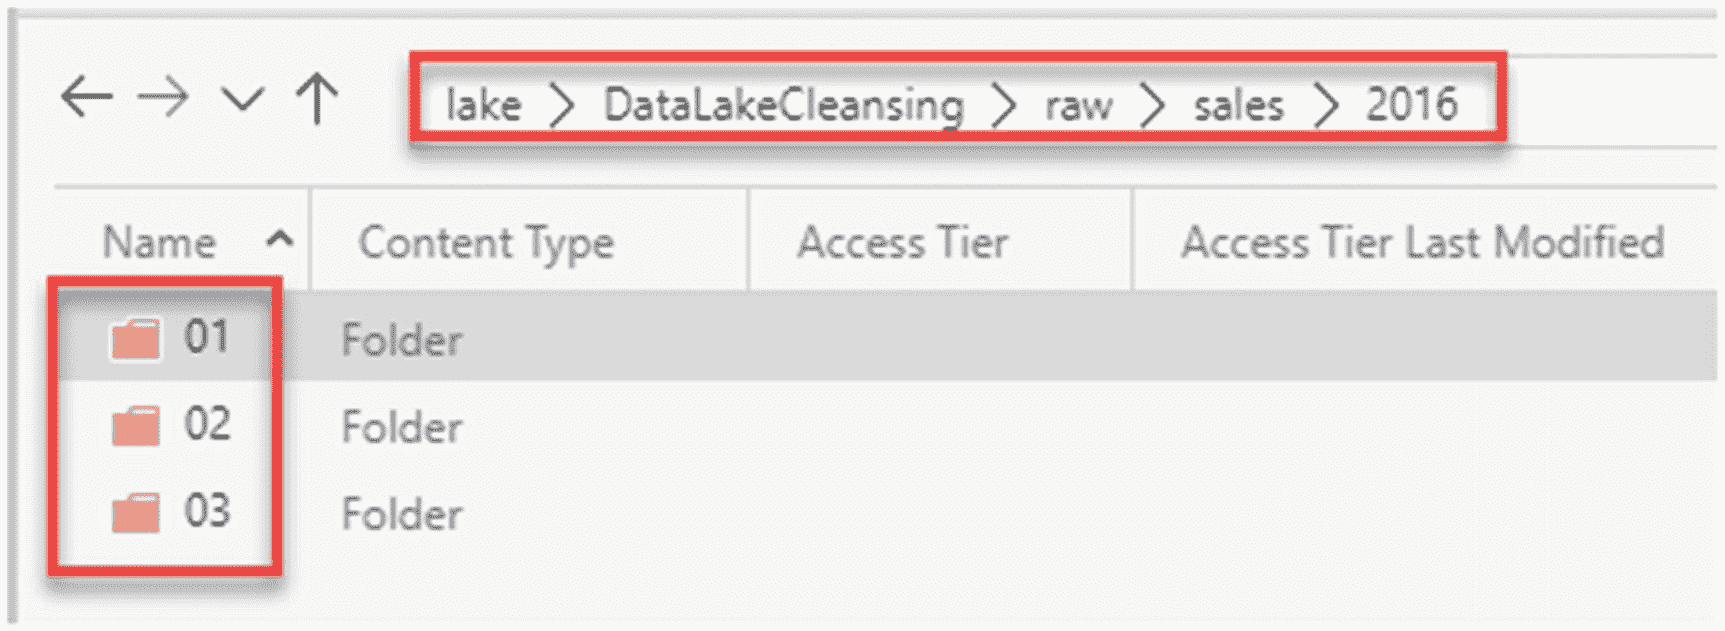 lake > DataLakeCleansing > raw > sales > 2016
Name Content Type Access Tier Access Tier Last Modified
01 Folder
02 Folder
03 Folder